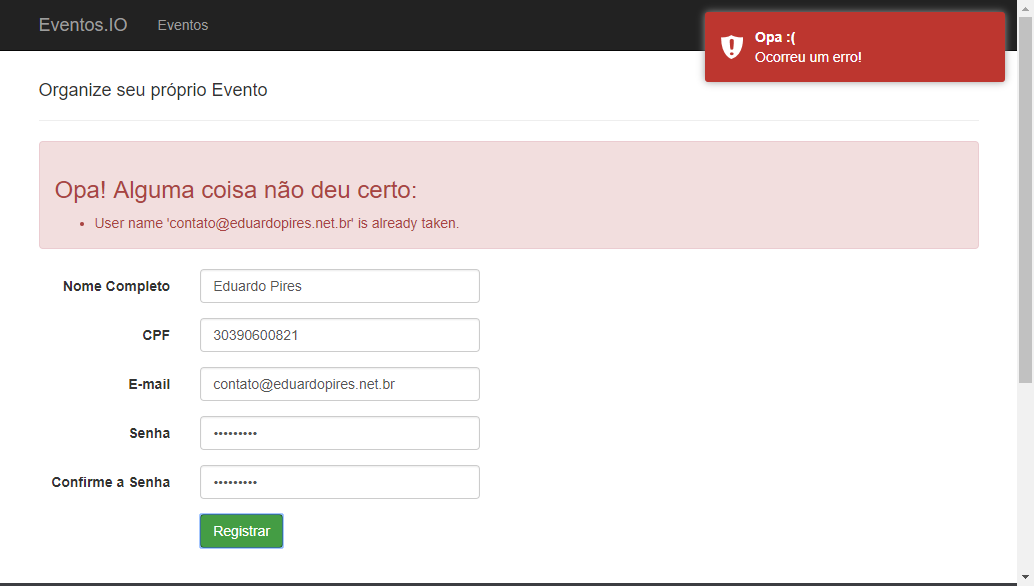 Eventos.IO Eventos
Opa :(
Ocorreu um erro!
Organize seu próprio Evento
Opa! Alguma coisa não deu certo:
• User name 'contato@eduardopires.net.br' is already taken.
Nome Completo Eduardo Pires
CPF 30390600821
E-mail contato@eduardopires.net.br
Senha •••••••••
Confirme a Senha •••••••••
Registrar